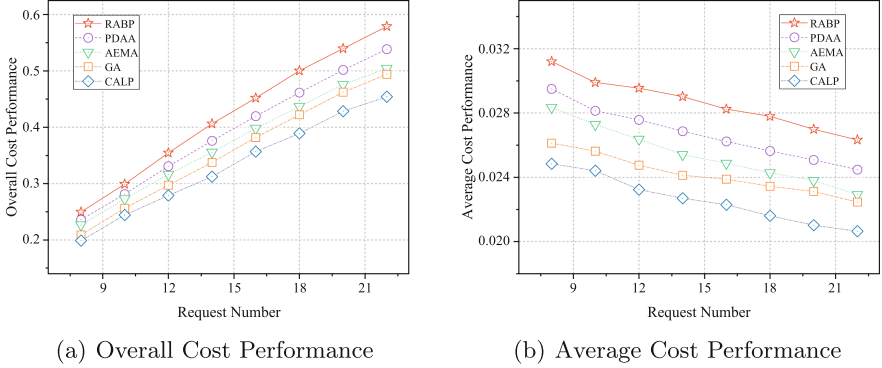 0.6
0.5
0.4
0.3
0.2
Overall Cost Performance
RABP
PDAA
AEMA
GA
CALP
9
12
15
18
21
Request Number
(a) Overall Cost Performance
0.032
0.028
0.024
0.020
Average Cost Performance
RABP
PDAA
AEMA
GA
CALP
9
12
15
18
21
Request Number
(b) Average Cost Performance